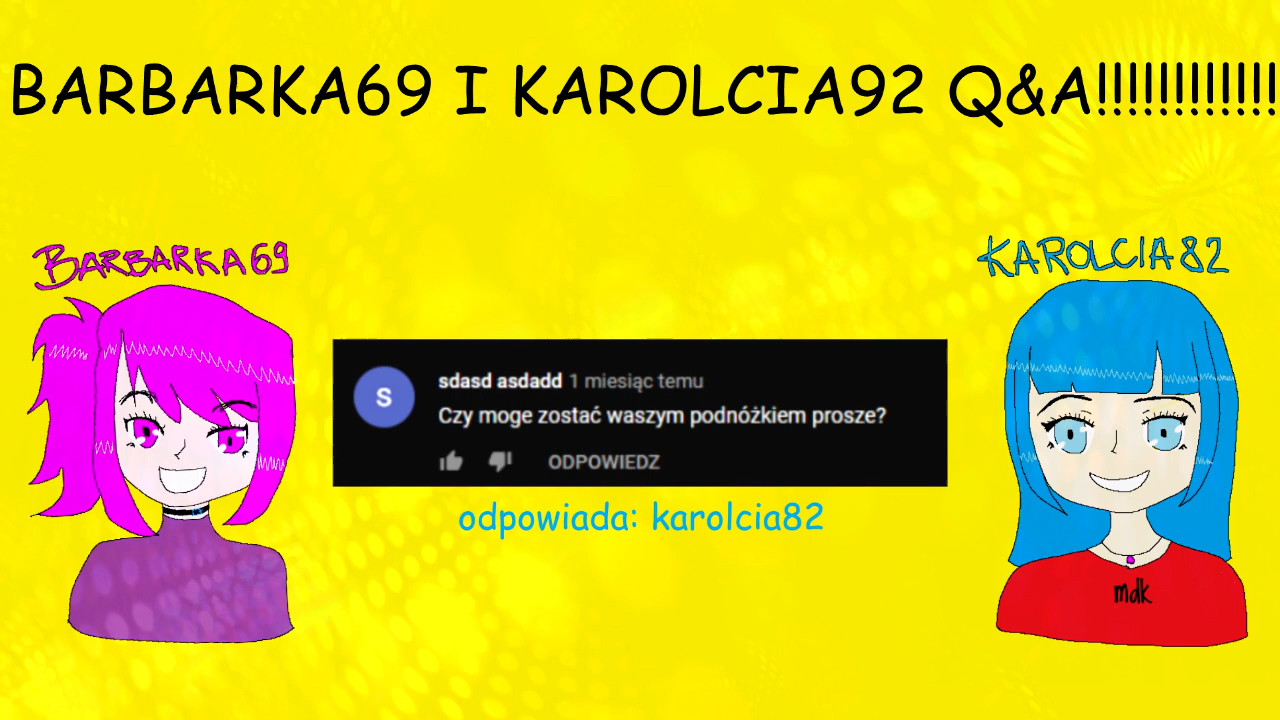 BARBARKA69 I KAROLCIA92 Q&A!!!!!!!!!!!!
BARBARKA69
KAROLCIA82
S
sdasd asdadd 1 miesiąc temu
Czy moge zostać waszym podnóżkiem prosze?
ODPOWIEDZ
odpowiada: karolcia82
mdk